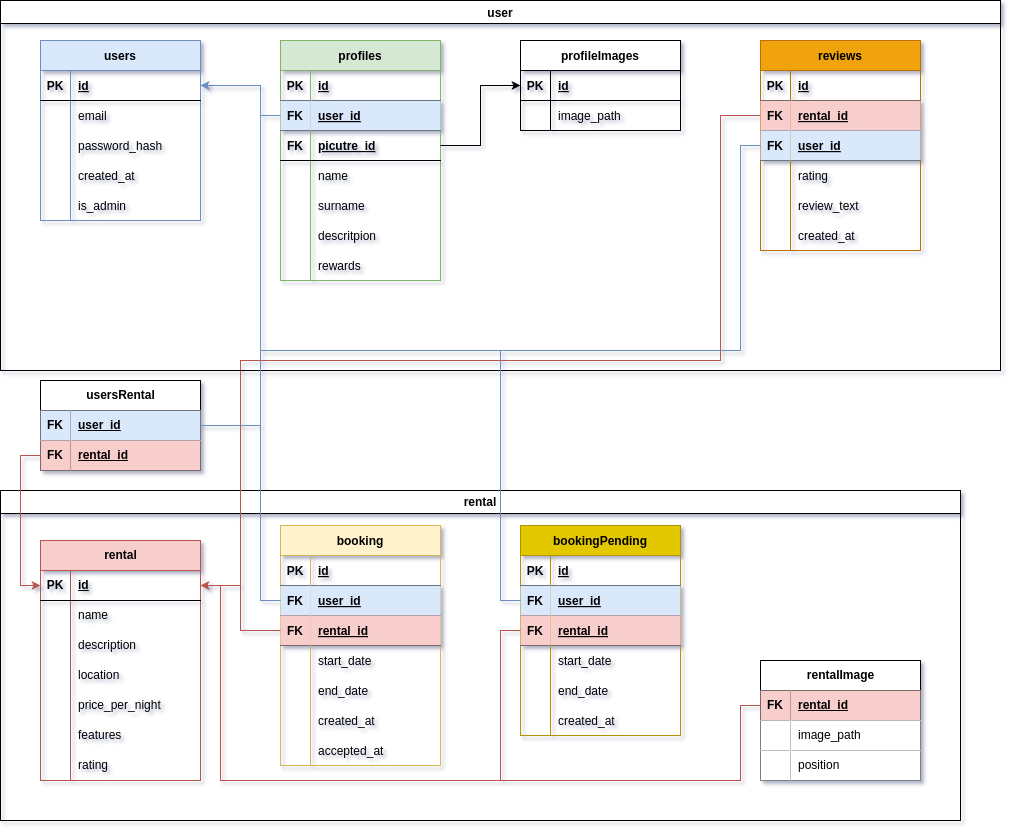 user
users
PK id
email
password_hash
created_at
is_admin
profiles
PK id
FK user_id
FK picutre_id
name
surname
descritpion
rewards
profileImages
PK id
image_path
reviews
PK id
FK rental_id
FK user_id
rating
review_text
created_at
usersRental
FK user_id
FK rental_id
rental
rental
PK id
name
description
location
price_per_night
features
rating
booking
PK id
FK user_id
FK rental_id
start_date
end_date
created_at
accepted_at
bookingPending
PK id
FK user_id
FK rental_id
start_date
end_date
created_at
rentalImage
FK rental_id
image_path
position